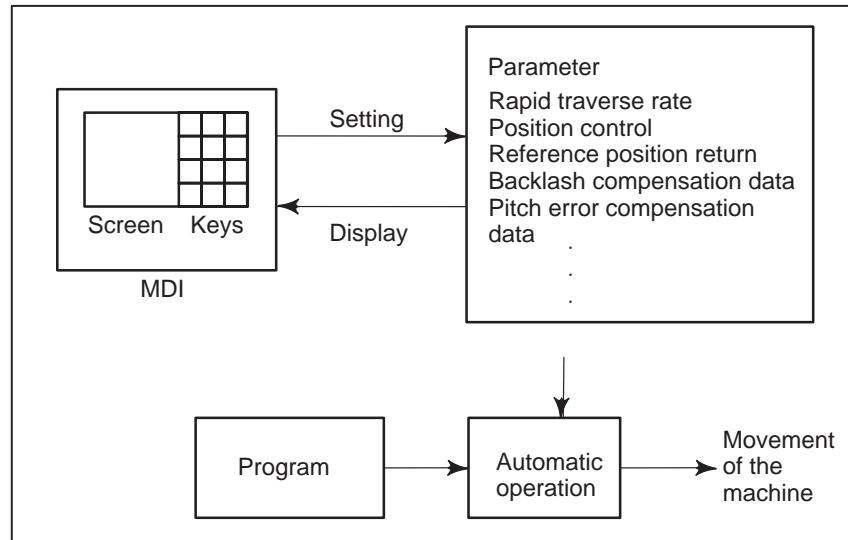 Setting
Display
Screen
Keys
MDI
Parameter
Rapid traverse rate
Position control
Reference position return
Backlash compensation data
Pitch error compensation
data
Program
Automatic
operation
Movement
of the
machine